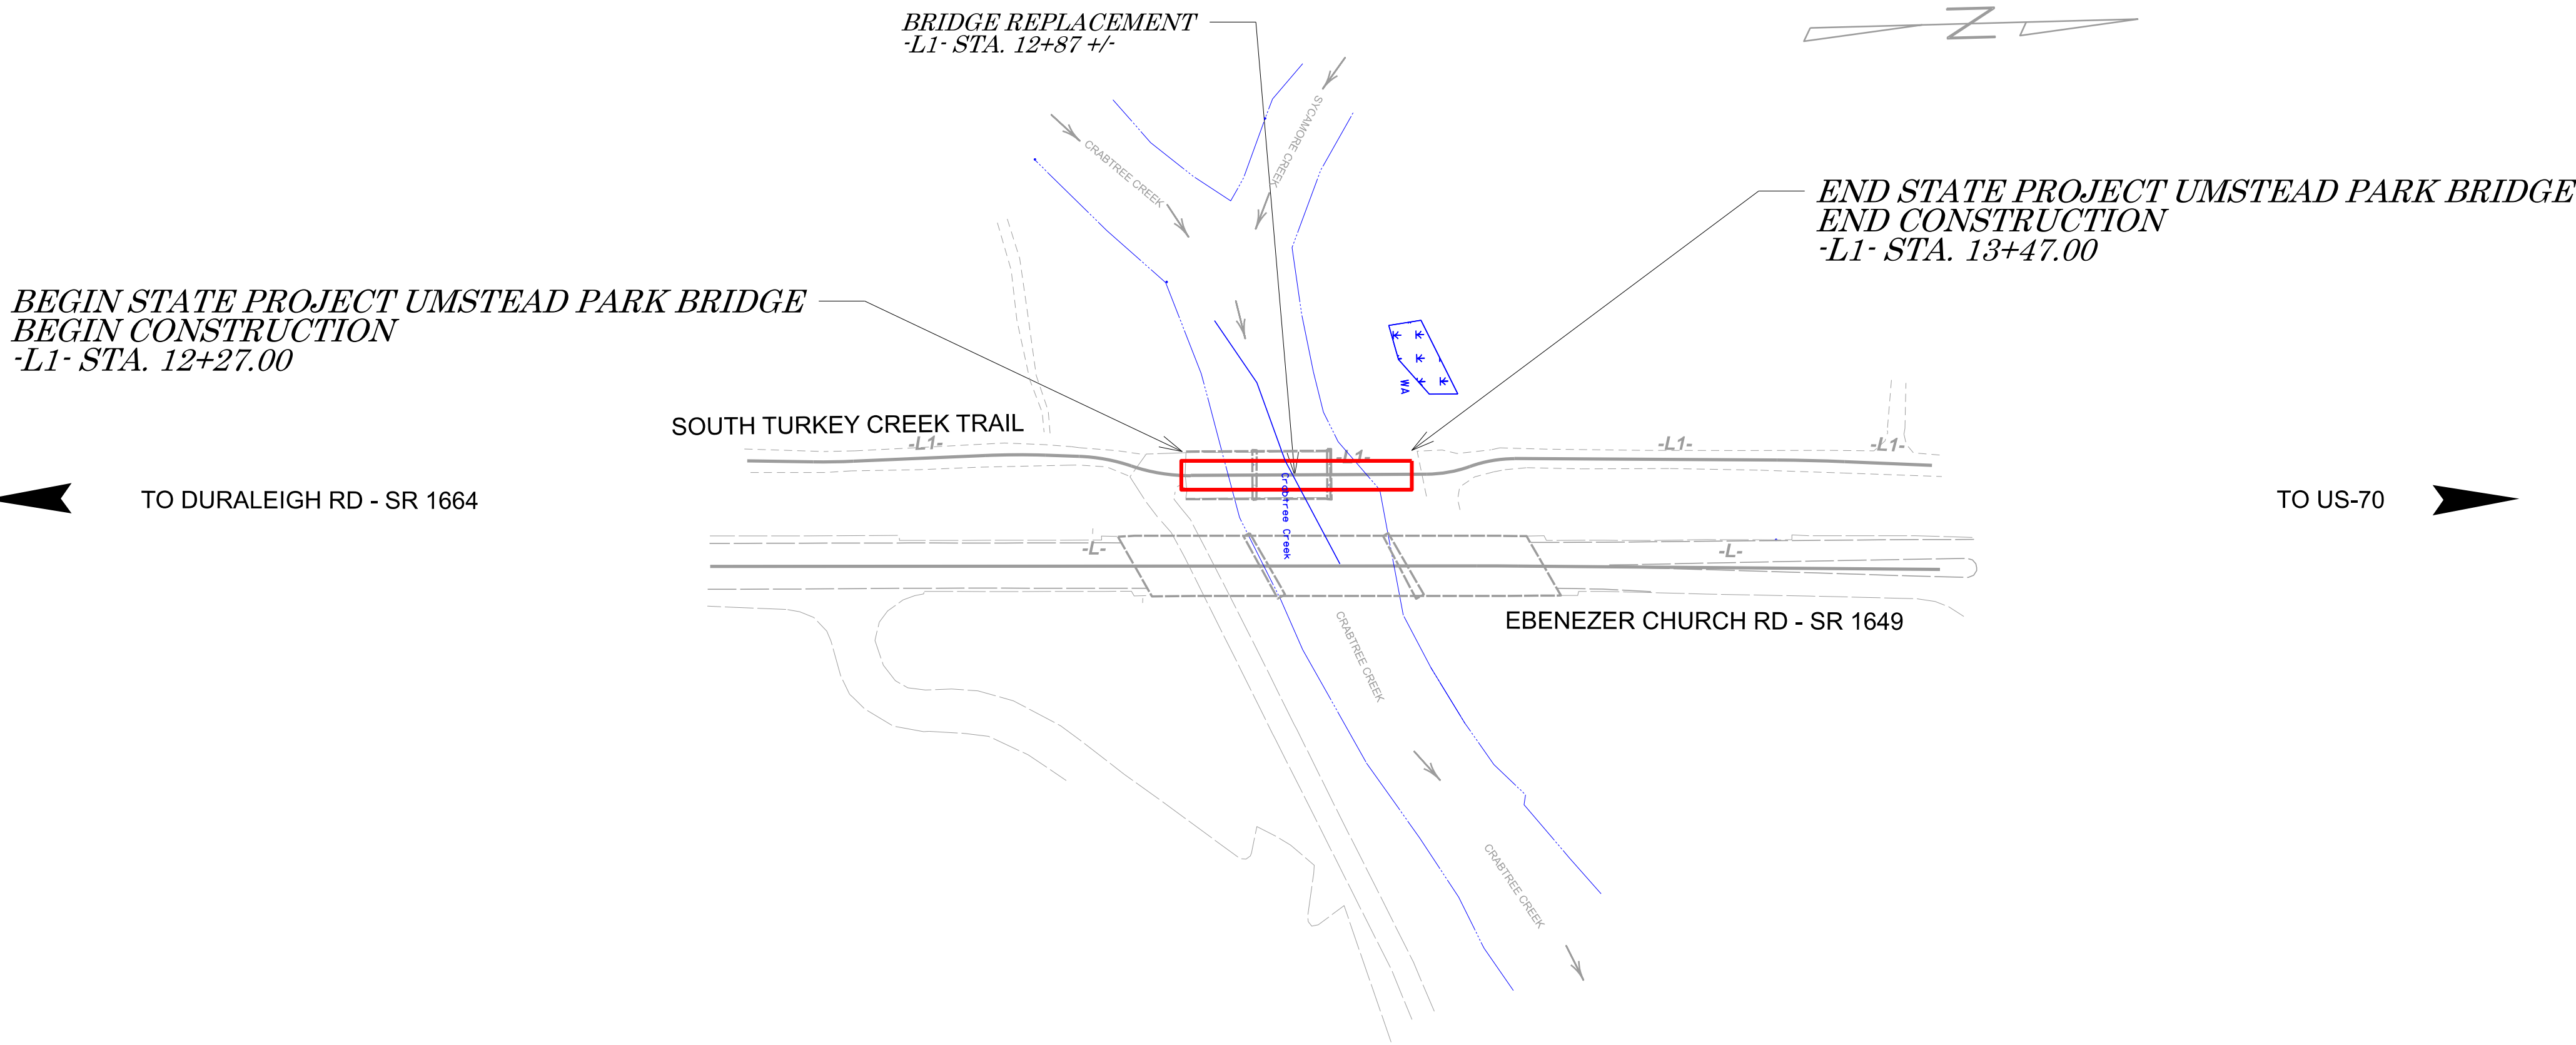 BRIDGE REPLACEMENT
-L1- STA. 12+87 +/-
N
SYCAMORE CREEK
CRABTREE CREEK
END STATE PROJECT UMSTEAD PARK BRIDGE
END CONSTRUCTION
-L1- STA. 13+47.00
BEGIN STATE PROJECT UMSTEAD PARK BRIDGE
BEGIN CONSTRUCTION
-L1- STA. 12+27.00
WA
SOUTH TURKEY CREEK TRAIL
-L1-
-L1-
-L1-
-L1-
Crabtree Creek
TO DURALEIGH RD - SR 1664
TO US-70
-L-
-L-
EBENEZER CHURCH RD - SR 1649
CRABTREE CREEK
CRABTREE CREEK